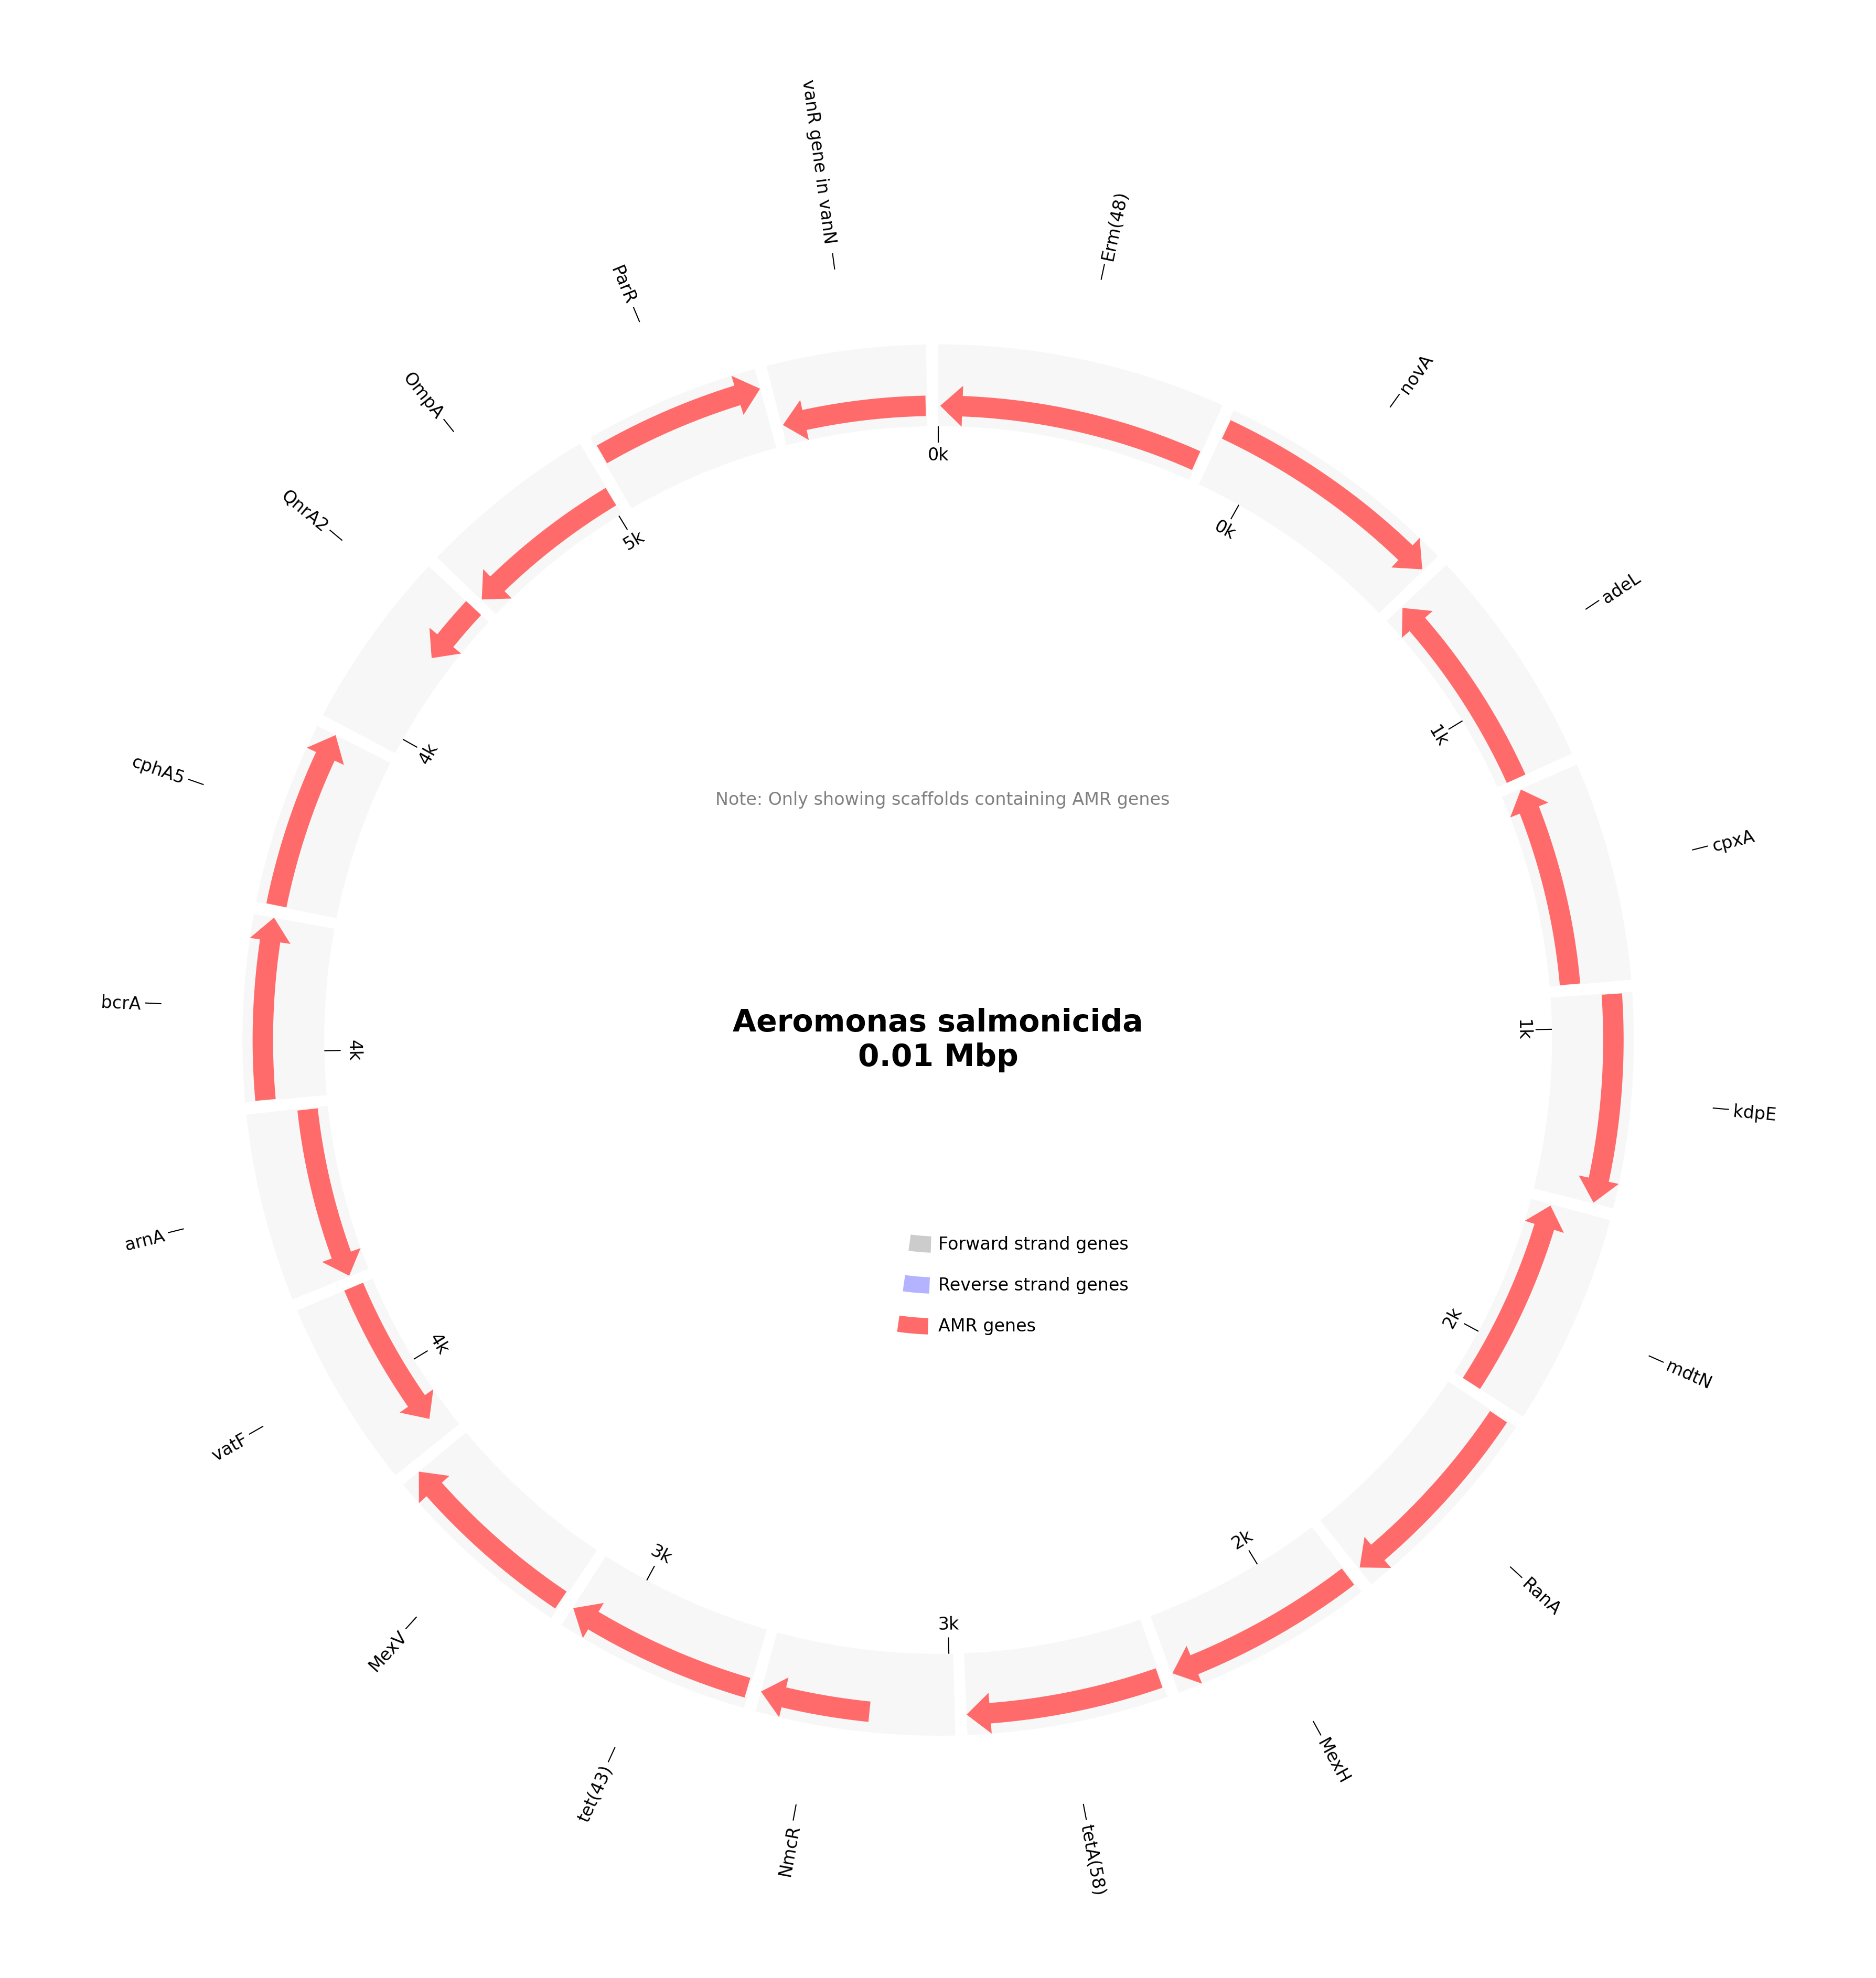 vanR gene in vanN
Erm(48)
novA
adeL
cpxA
kdpE
mdtN
RanA
MexH
tetA(58)
NmcR
tet(43)
MexV
vatF
arnA
bcrA
cphA5
QnrA2
OmpA
ParR
0k
0k
1k
1k
2k
2k
3k
3k
4k
4k
4k
5k
Note: Only showing scaffolds containing AMR genes
Aeromonas salmonicida
0.01 Mbp
Forward strand genes
Reverse strand genes
AMR genes